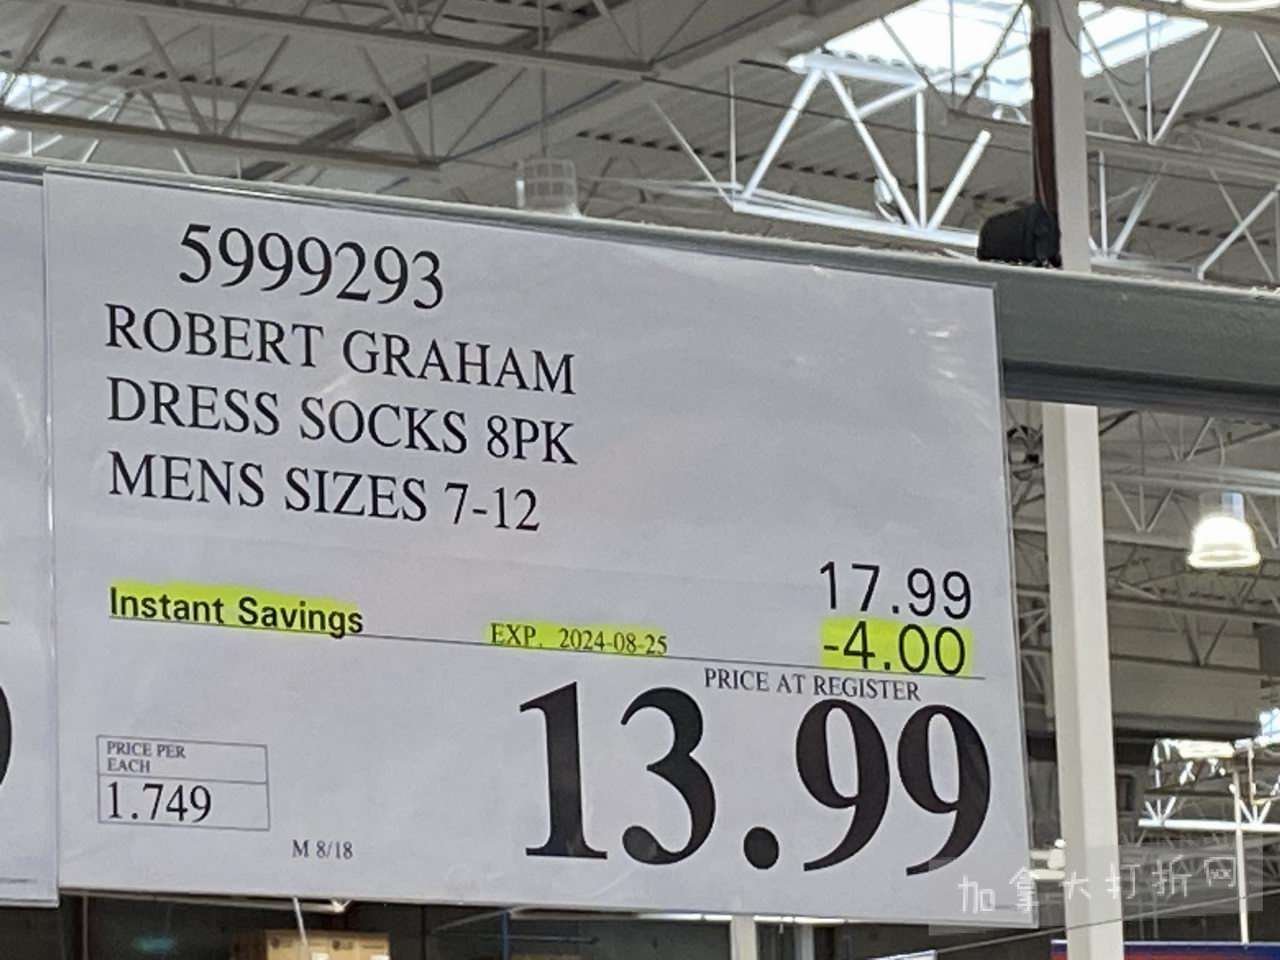 5999293
ROBERT GRAHAM
DRESS SOCKS 8PK
MENS SIZES 7-12
17.99
Instant Savings EXP. 2024-08-25 -4.00
PRICE AT REGISTER
13.99
PRICE PER
EACH
1.749
M 8/18
加拿大打折网